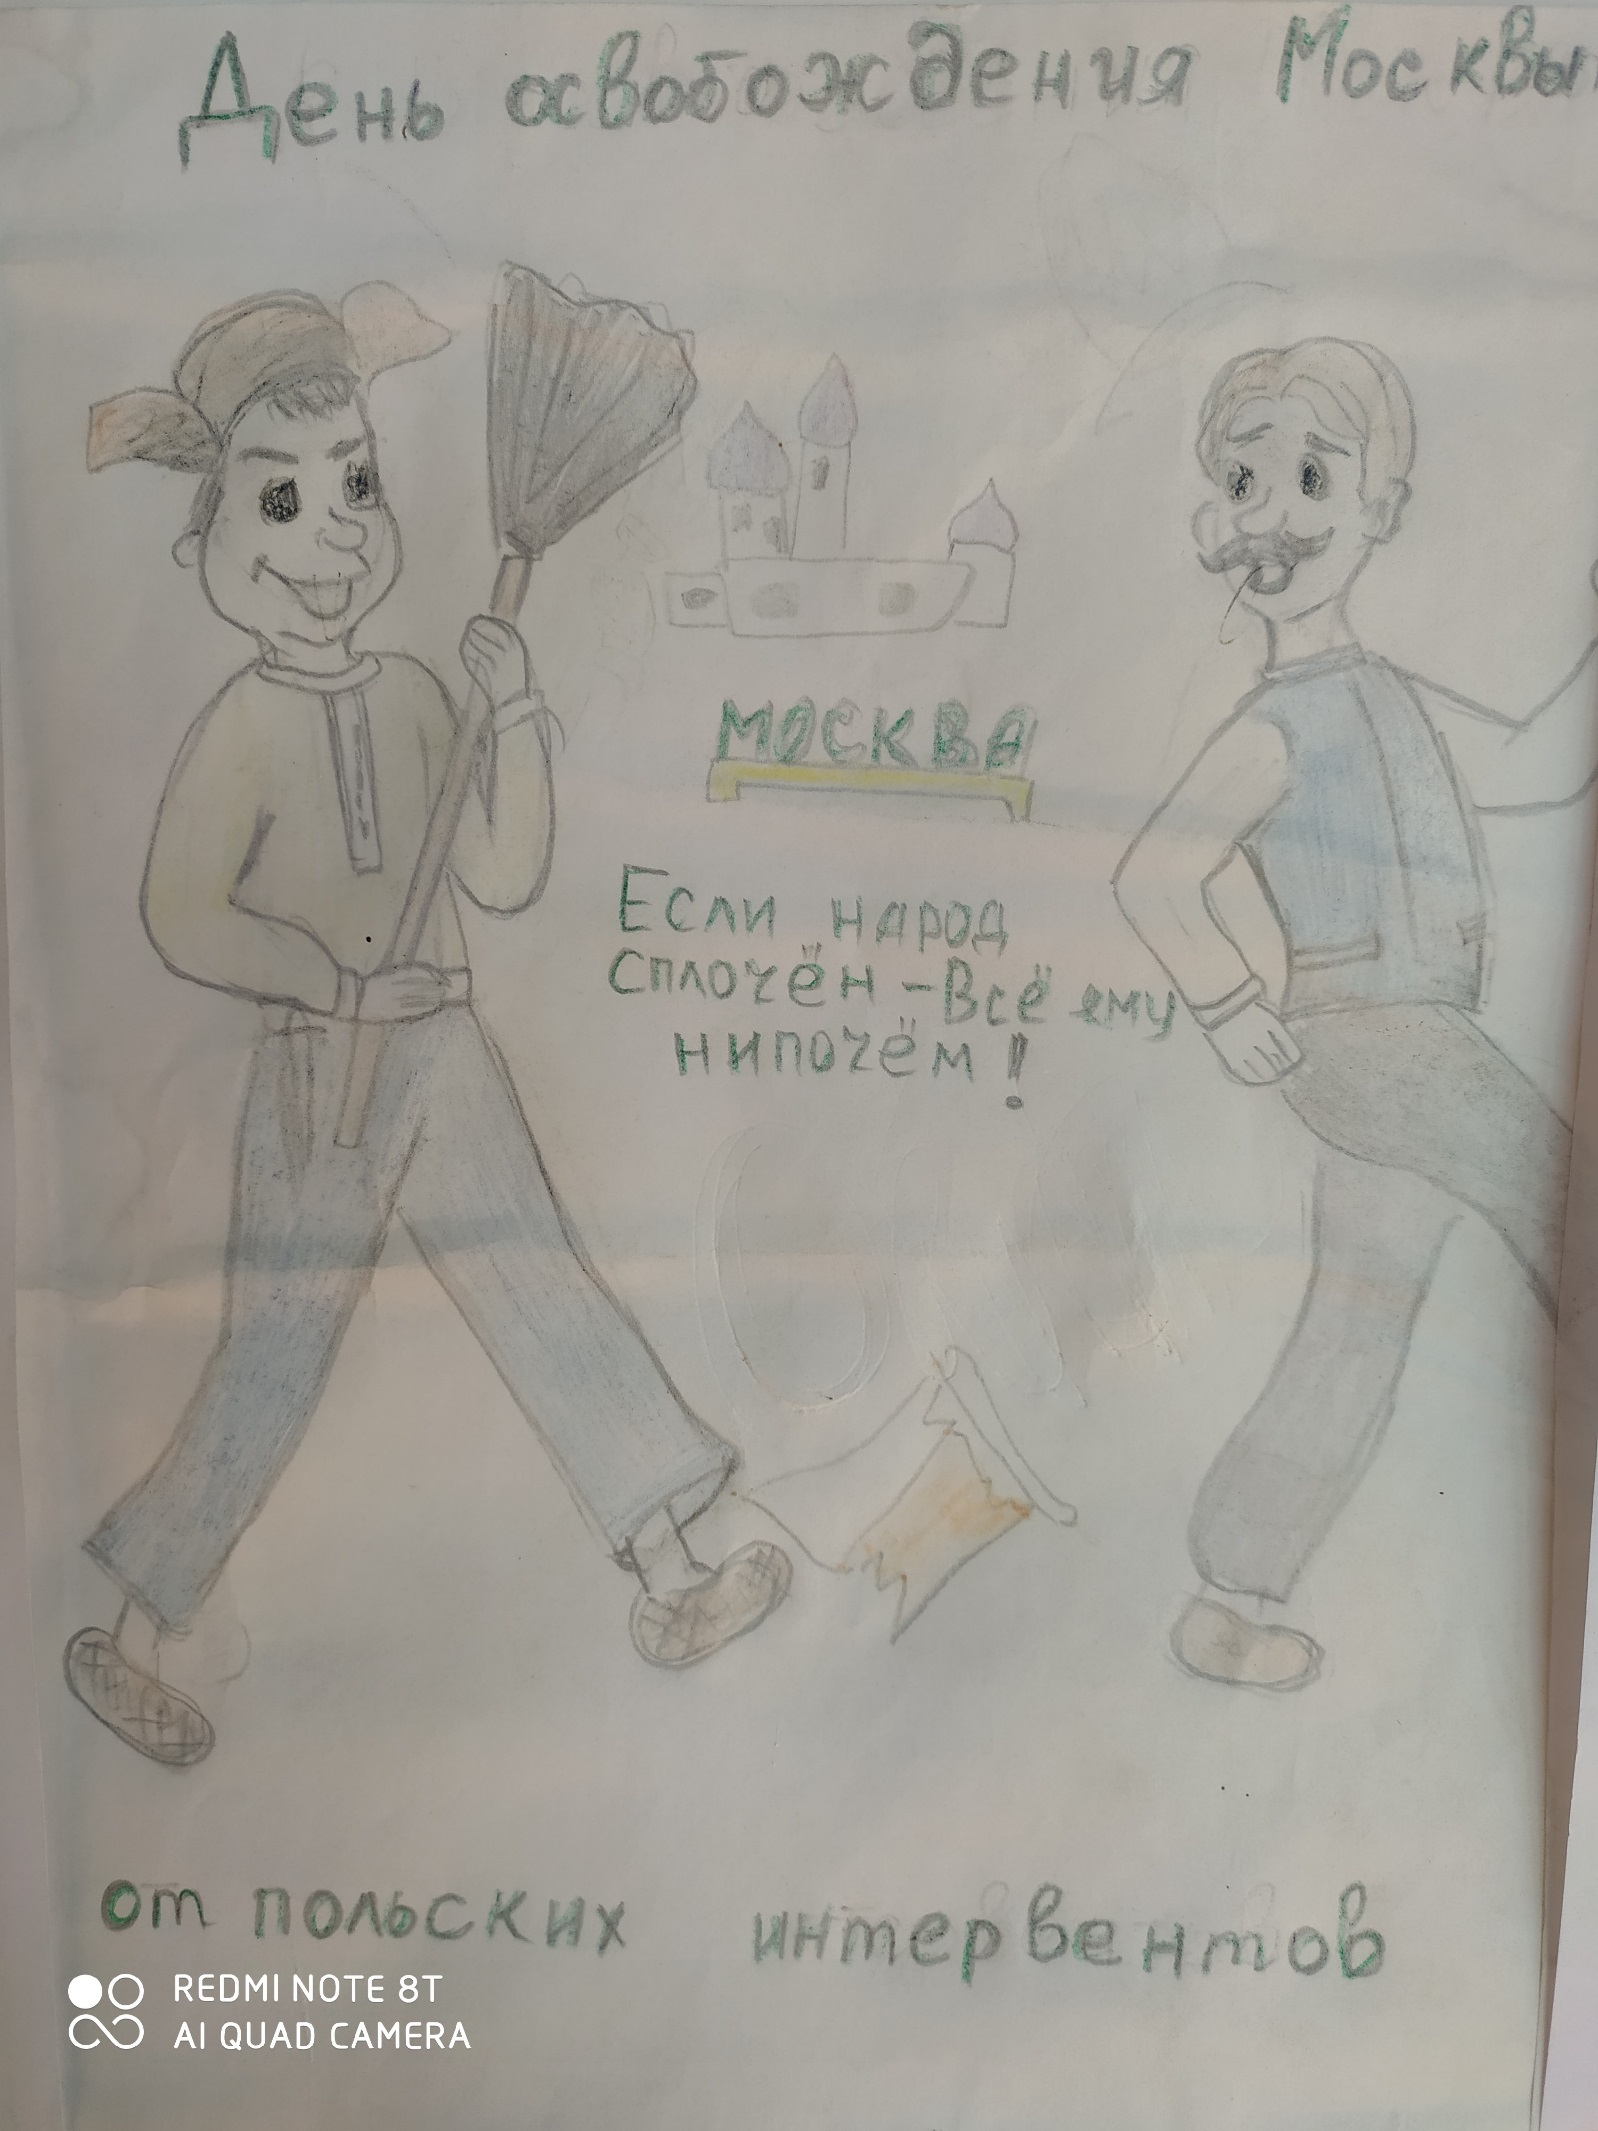 День освобождения Москвы
МОСКВА
Если народ
сплочён - Всё ему
нипочём!
от польских интервентов
REDMI NOTE 8T
AI QUAD CAMERA